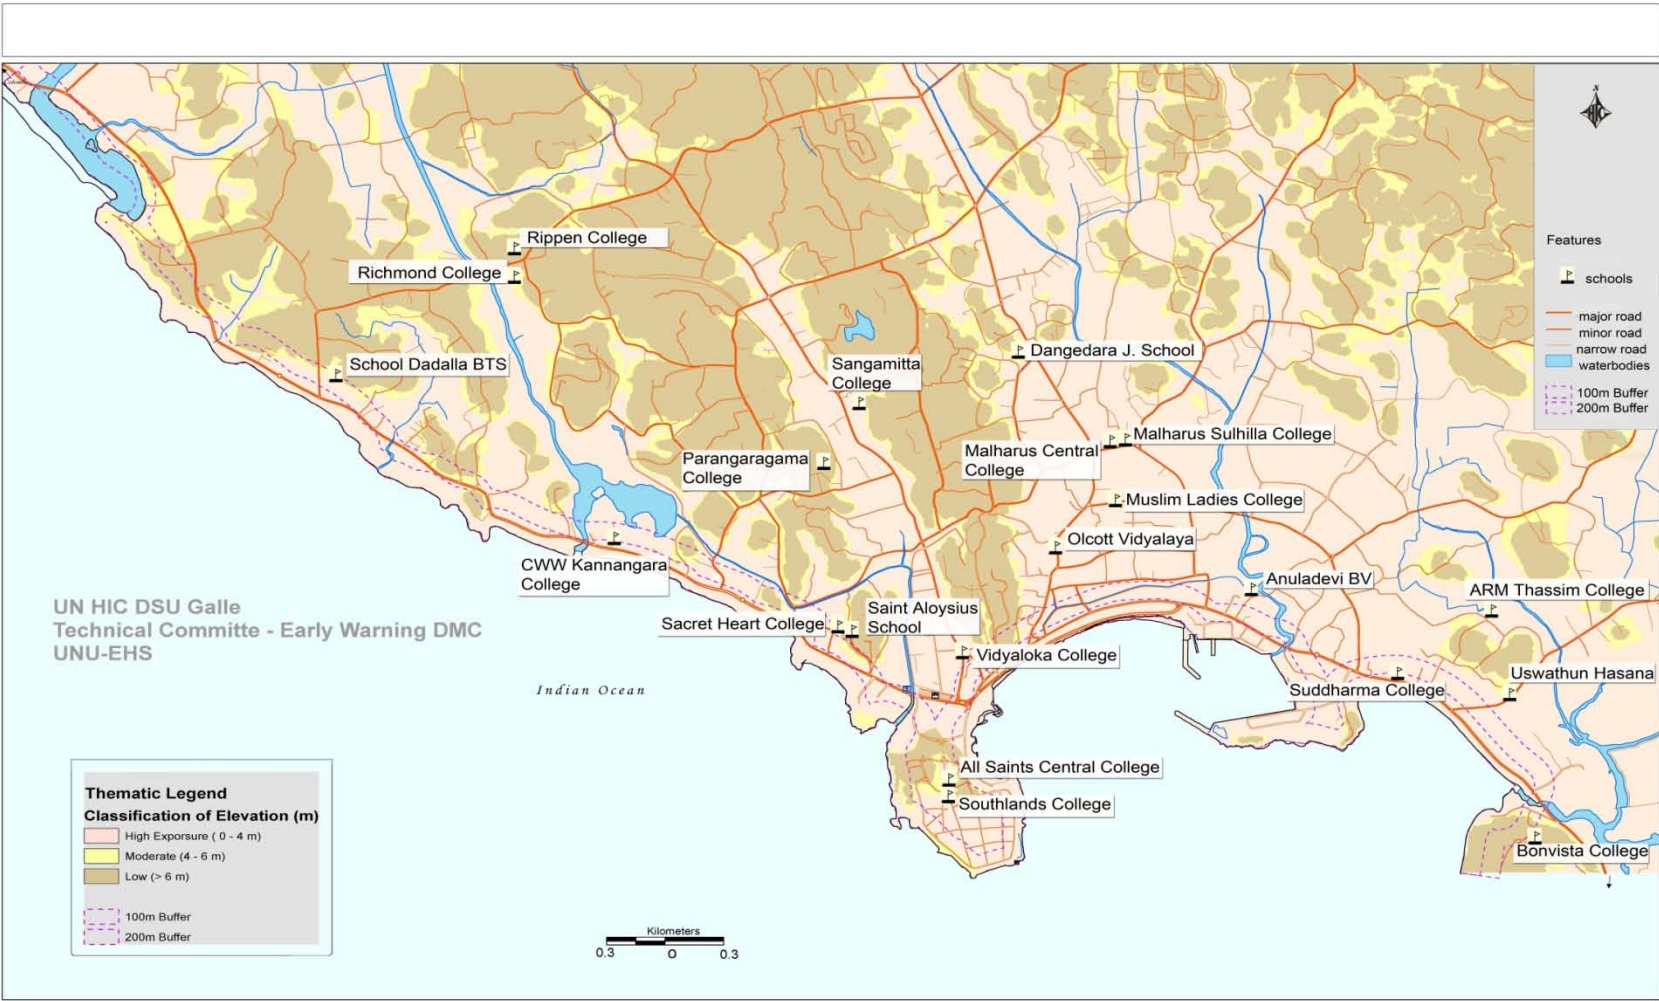 N
HIC
Features
schools
major road
minor road
narrow road
waterbodies
100m Buffer
200m Buffer
Rippen College
Richmond College
School Dadalla BTS
Sangamitta
College
Dangedara J. School
Malharus Sulhilla College
Malharus Central
College
Parangaragama
College
Muslim Ladies College
Olcott Vidyalaya
CWW Kannangara
College
Anuladevi BV
ARM Thassim College
Saint Aloysius
School
Sacret Heart College
Vidyaloka College
Uswathun Hasana
Suddharma College
All Saints Central College
Southlands College
Bonvista College
UN HIC DSU Galle
Technical Committe - Early Warning DMC
UNU-EHS
Indian Ocean
Thematic Legend
Classification of Elevation (m)
High Exporsure ( 0 - 4 m)
Moderate (4 - 6 m)
Low (> 6 m)
100m Buffer
200m Buffer
Kilometers
0.3 0 0.3